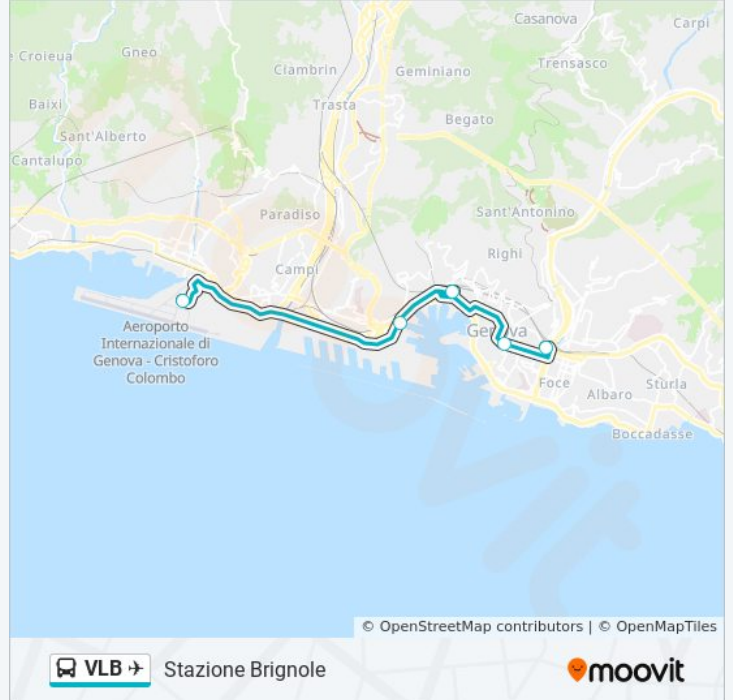 Casanova
Carpi
Croieua
Gneo
Ciambrin
Geminiano
Trensasco
Baixi
Trasta
Sant'Alberto
Begato
Cantalupo
Paradiso
Sant'Antonino
Righi
Campi
Aeroporto
Internazionale di
Genova - Cristoforo
Colombo
Genova
Foce
Albaro
Sturla
Boccadasse
ovit
© OpenStreetMap contributors | © OpenMapTiles
VLB ✈ Stazione Brignole
moovit